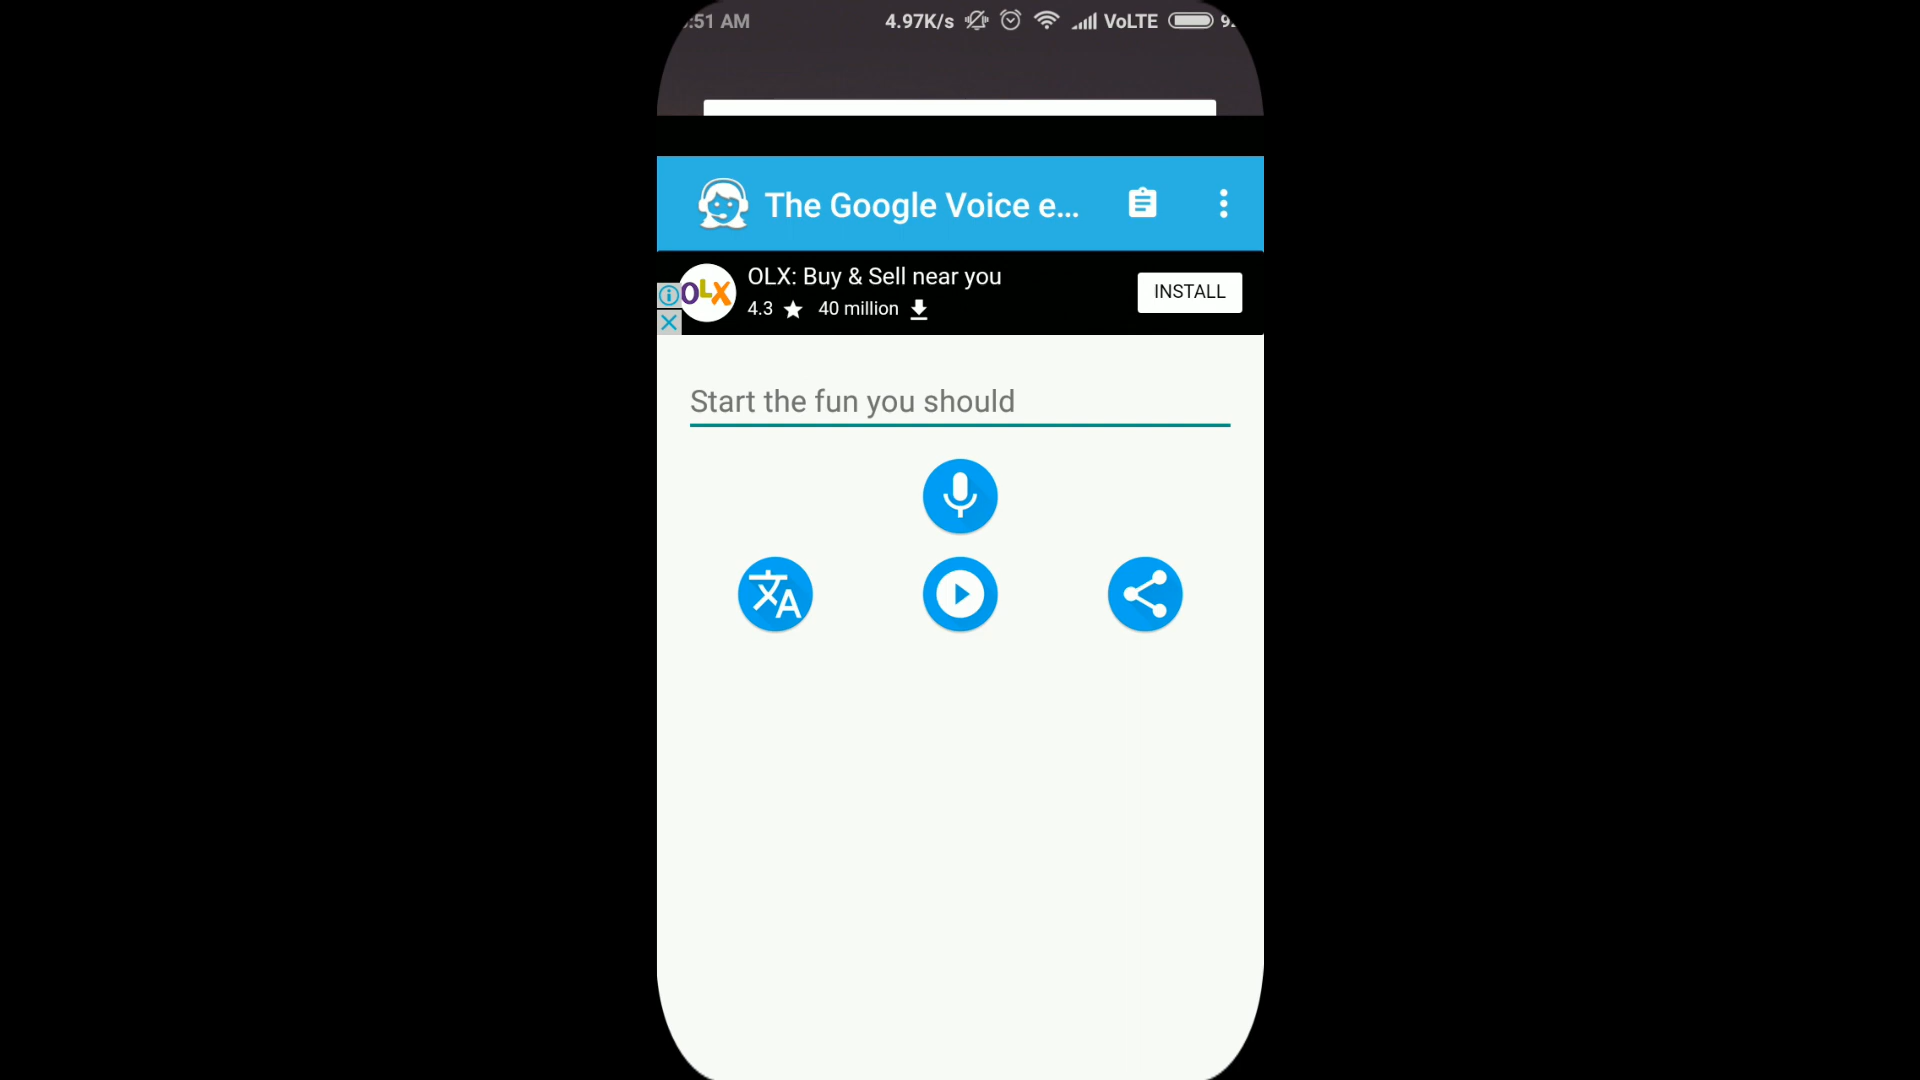 :51 AM 4.97K/s VoLTE
The Google Voice e...
OLX
OLX: Buy & Sell near you
4.3 40 million
INSTALL
Start the fun you should